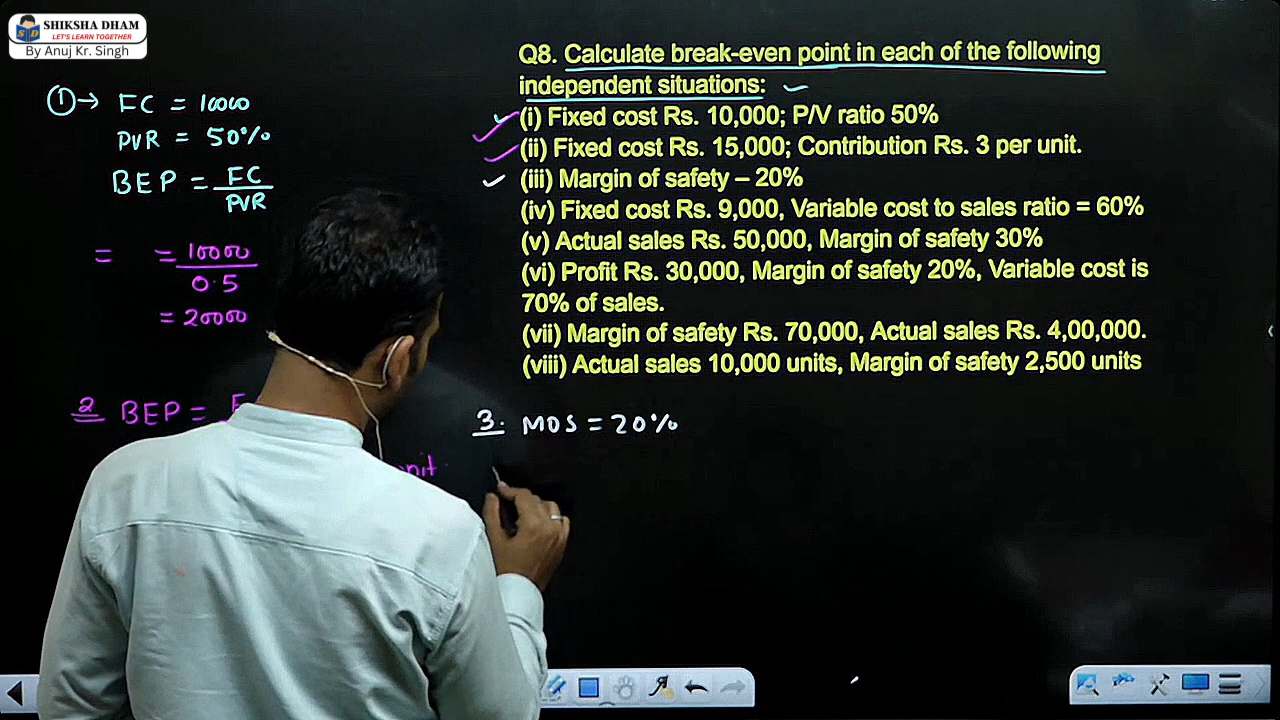 SHIKSHA DHAM
LET'S LEARN TOGETHER
By Anuj Kr. Singh
Q8. Calculate break-even point in each of the following
independent situations:
(i) Fixed cost Rs. 10,000; P/V ratio 50%
(ii) Fixed cost Rs. 15,000; Contribution Rs. 3 per unit.
(iii) Margin of safety – 20%
(iv) Fixed cost Rs. 9,000, Variable cost to sales ratio = 60%
(v) Actual sales Rs. 50,000, Margin of safety 30%
(vi) Profit Rs. 30,000, Margin of safety 20%, Variable cost is
70% of sales.
(vii) Margin of safety Rs. 70,000, Actual sales Rs. 4,00,000.
(viii) Actual sales 10,000 units, Margin of safety 2,500 units
1 → FC = 10000
PVR = 50%
BEP = FC
PVR
= = 10000
0.5
= 20000
2 BEP = F
3. MOS = 20%